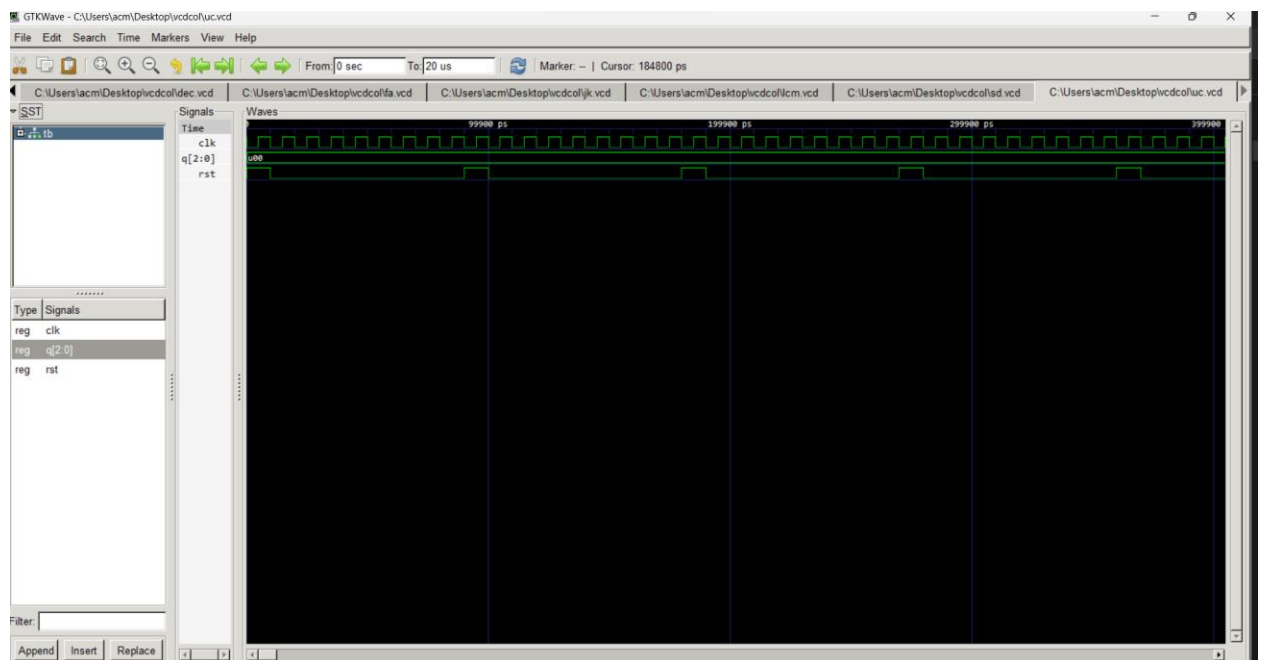 GTKWave - C:\Users\acm\Desktop\vcdcol\uc.vcd
File Edit Search Time Markers View Help
From: 0 sec To: 20 us Marker: -- | Cursor: 184800 ps
C:\Users\acm\Desktop\vcdcol\dec.vcd C:\Users\acm\Desktop\vcdcol\fa.vcd C:\Users\acm\Desktop\vcdcol\jk.vcd C:\Users\acm\Desktop\vcdcol\lcm.vcd C:\Users\acm\Desktop\vcdcol\sd.vcd C:\Users\acm\Desktop\vcdcol\uc.vcd
SST
tb
Type Signals
reg clk
reg q[2:0]
reg rst
Filter:
Append Insert Replace
Signals
Time
clk
q[2:0]
rst
Waves
99900 ps 199900 ps 299900 ps 399900
u00